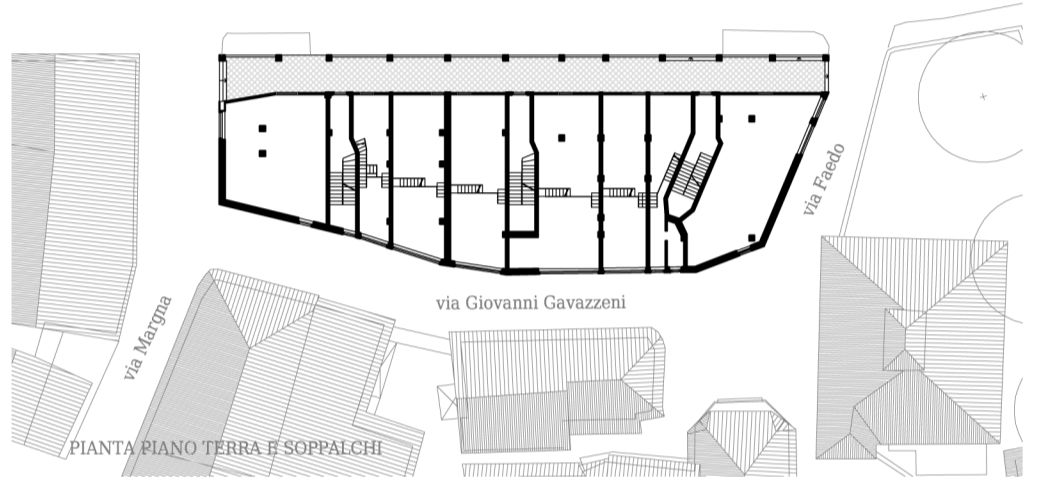 via Faedo
via Giovanni Gavazzeni
via Margna
PIANTA PIANO TERRA E SOPPALCHI